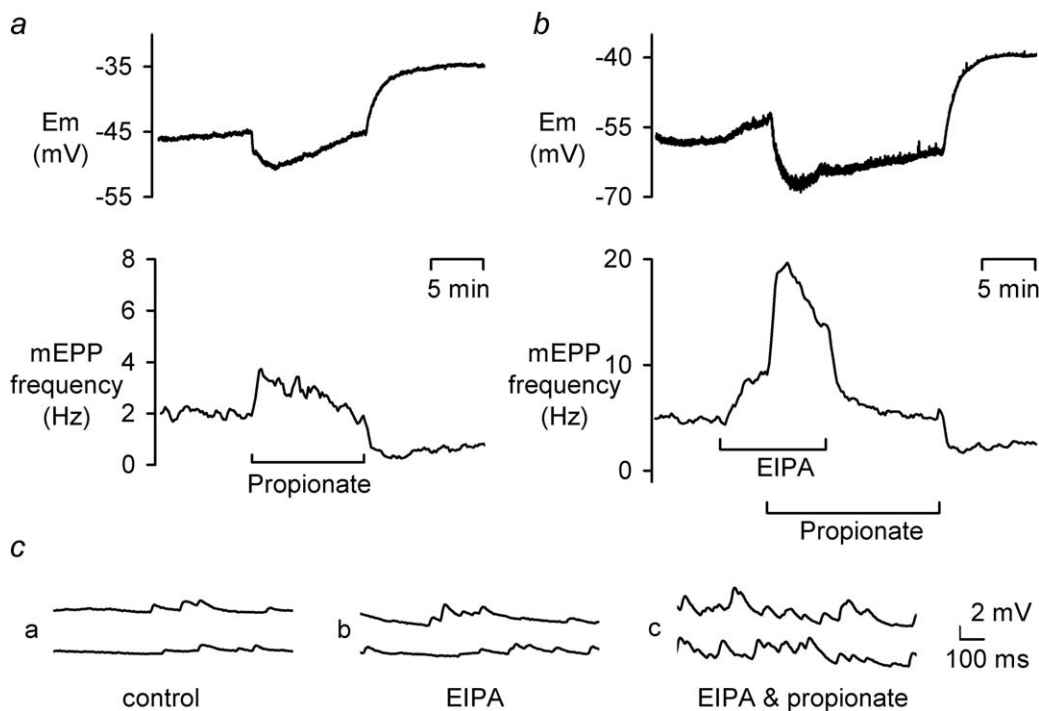 a
-35
Em
-45
(mV)
-55
8
5 min
6
mEPP
4
frequency
(Hz)
2
0
Propionate
b
-40
Em
-55
(mV)
-70
20
5 min
mEPP
10
frequency
(Hz)
0
EIPA
Propionate
c
a
control
b
EIPA
c
EIPA & propionate
2 mV
100 ms